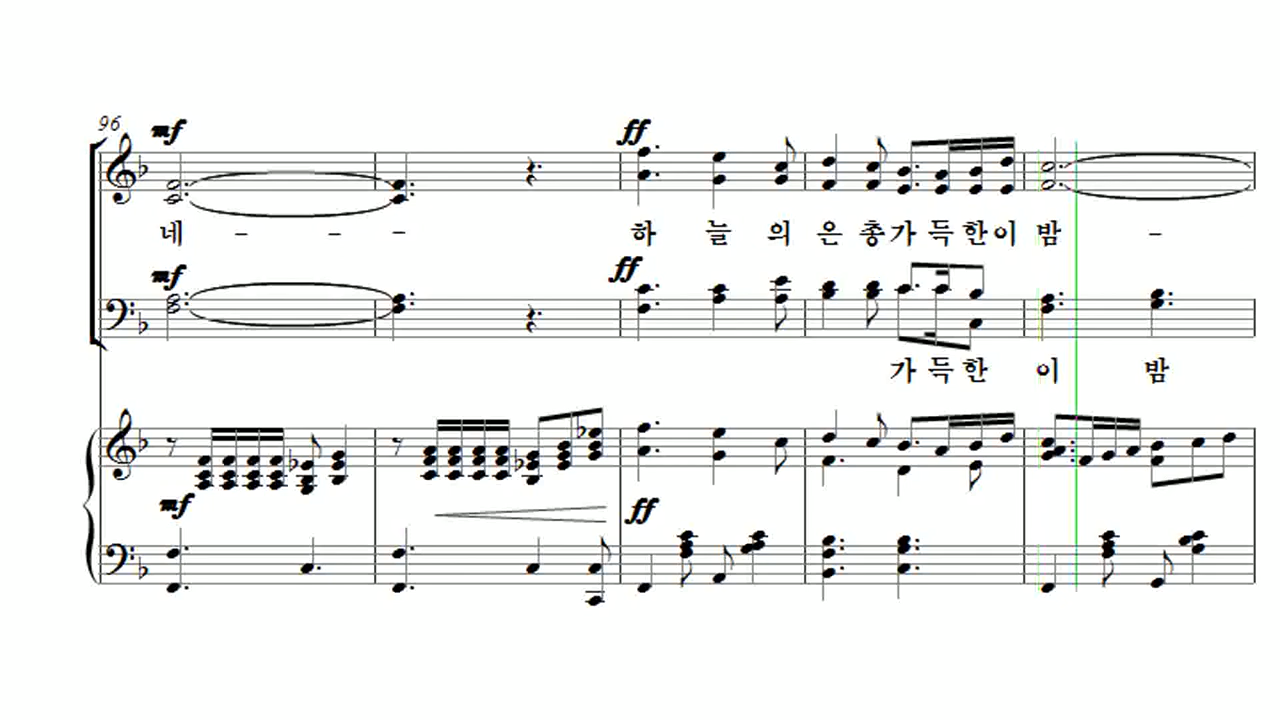 96
mf
ff
네 - - - 하 늘 의 은 총 가 득 한 이 밤 -
mf
ff
가 득 한 이 밤
mf
ff